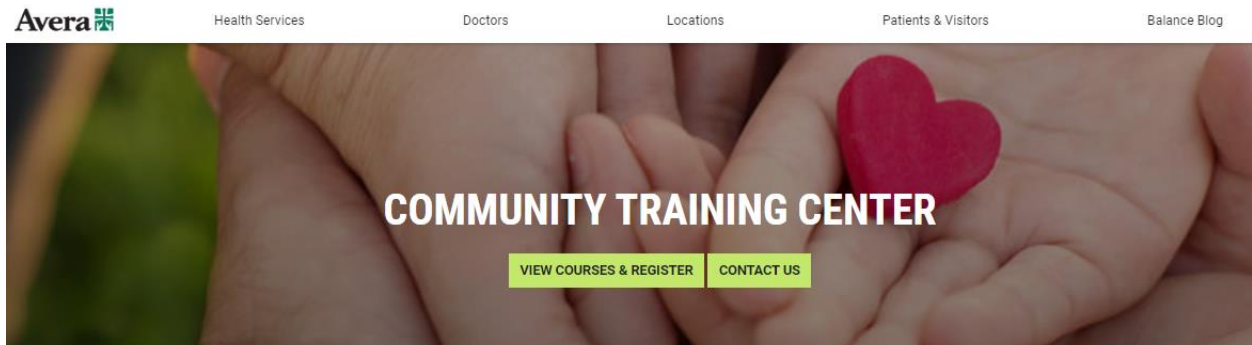 Avera
Health Services
Doctors
Locations
Patients & Visitors
Balance Blog
COMMUNITY TRAINING CENTER
VIEW COURSES & REGISTER
CONTACT US